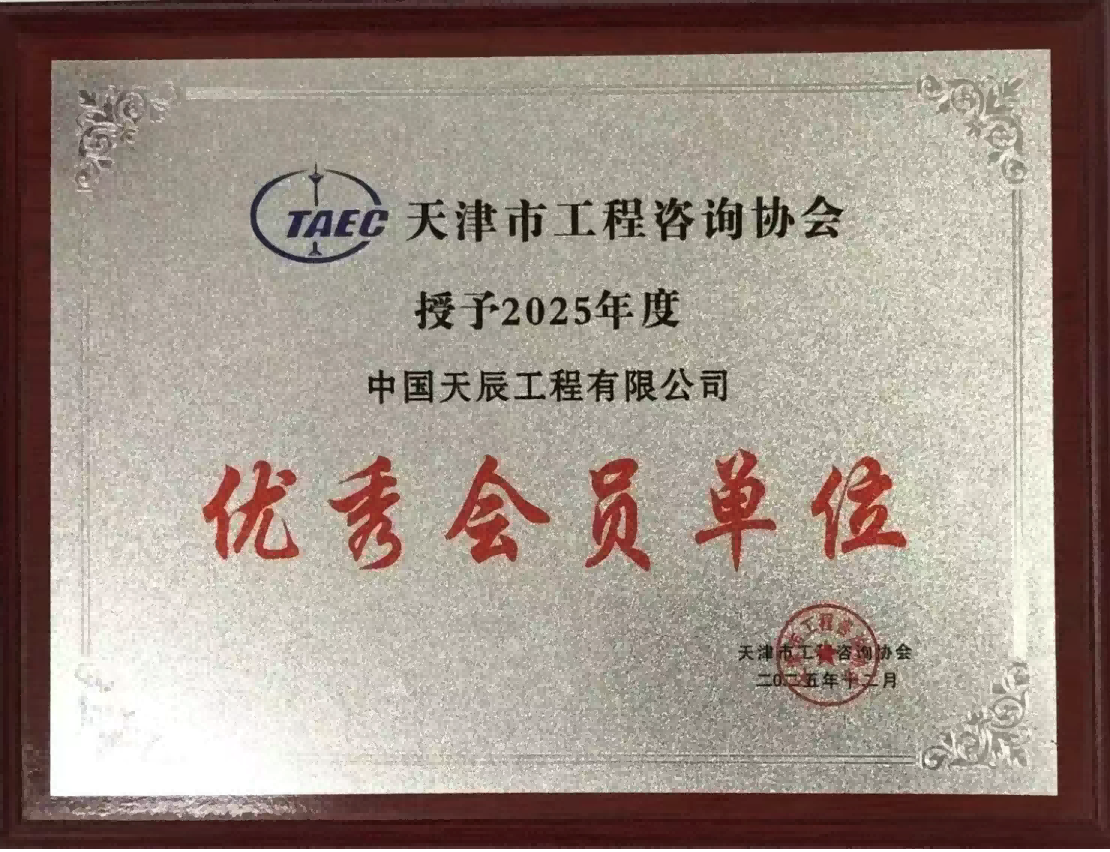 TAEC 天津市工程咨询协会
授予2025年度
中国天辰工程有限公司
优秀会员单位
天津市工程咨询协会
二〇二五年十二月